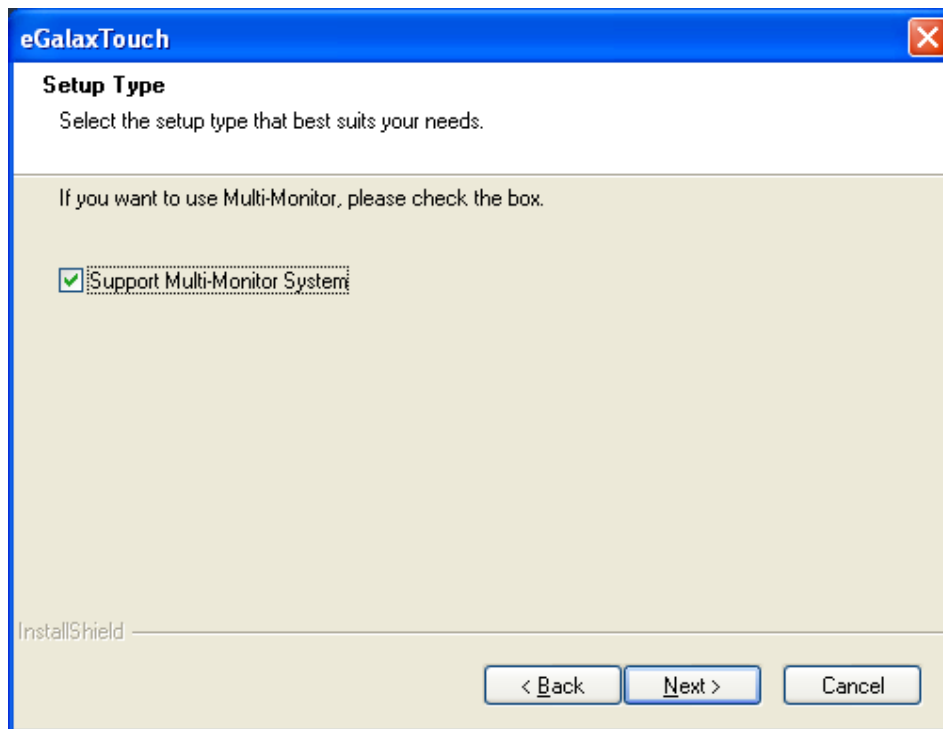 eGalaxTouch
Setup Type
Select the setup type that best suits your needs.
If you want to use Multi-Monitor, please check the box.
Support Multi-Monitor System
InstallShield
< Back Next > Cancel